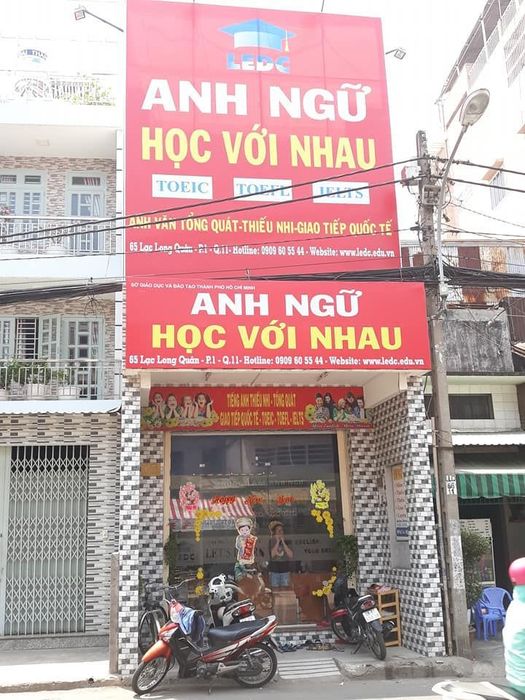 LEDC
ANH NGỮ
HỌC VỚI NHAU
TOEIC TOEFL IELTS
ANH VĂN TỔNG QUÁT-THIẾU NHI-GIAO TIẾP QUỐC TẾ
65 Lạc Long Quân - P.1 - Q.11- Hotline: 0909 60 55 44 - Website: www.ledc.edu.vn
SỞ GIÁO DỤC VÀ ĐÀO TẠO THÀNH PHỐ HỒ CHÍ MINH
ANH NGỮ
HỌC VỚI NHAU
65 Lạc Long Quân - P.1 - Q.11- Hotline: 0909 60 55 44 - Website: www.ledc.edu.vn
TIẾNG ANH THIẾU NHI - TỔNG QUÁT
GIAO TIẾP QUỐC TẾ - TOEIC - TOEFL - IELTS
Happy New Year
LEDC